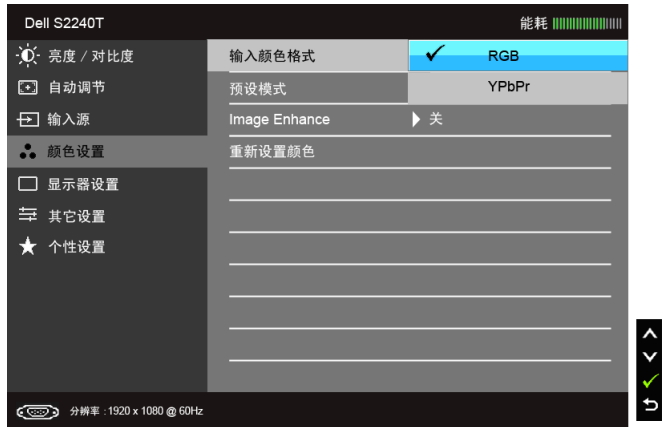 Dell S2240T 能耗
亮度 / 对比度 输入颜色格式 RGB
自动调节 预设模式 YPbPr
输入源 Image Enhance 关
颜色设置 重新设置颜色
显示器设置
其它设置
个性设置
分辨率 : 1920 x 1080 @ 60Hz